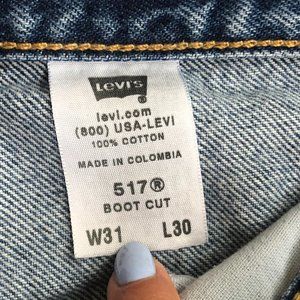 LEVI'S ®
levi.com
(800) USA-LEVI
100% COTTON
MADE IN COLOMBIA
517®
BOOT CUT
W31 L30